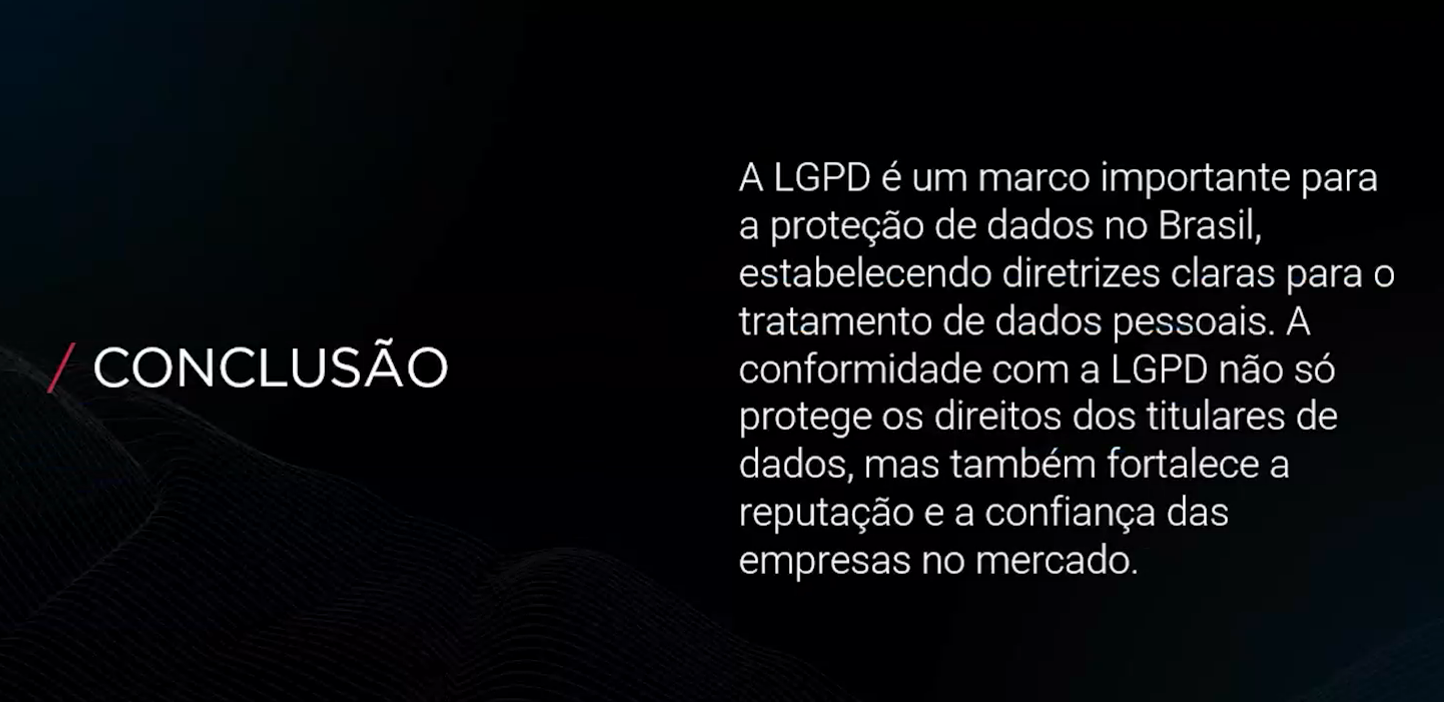 / CONCLUSÃO
A LGPD é um marco importante para
a proteção de dados no Brasil,
estabelecendo diretrizes claras para o
tratamento de dados pessoais. A
conformidade com a LGPD não só
protege os direitos dos titulares de
dados, mas também fortalece a
reputação e a confiança das
empresas no mercado.